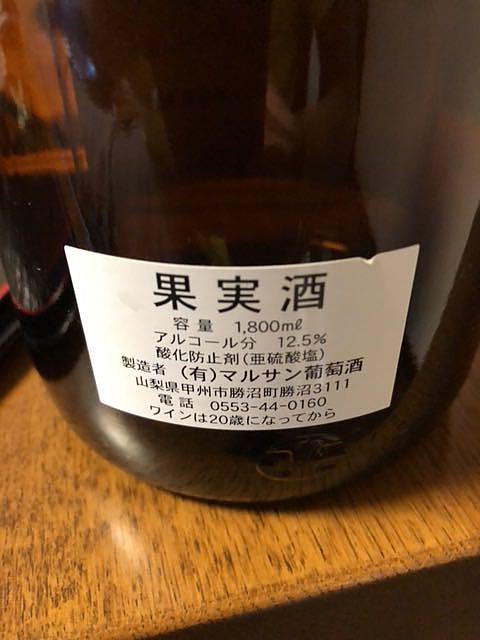 果実酒
容量 1,800mℓ
アルコール分 12.5%
酸化防止剤(亜硫酸塩)
製造者 (有)マルサン葡萄酒
山梨県甲州市勝沼町勝沼3111
電話 0553-44-0160
ワインは20歳になってから